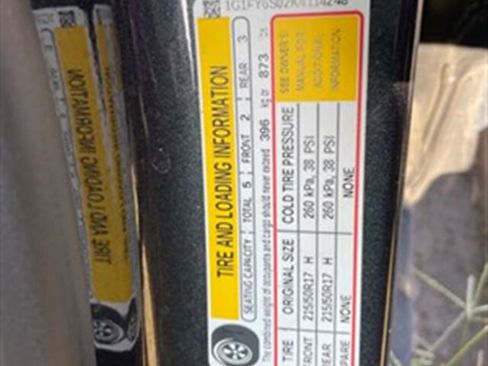 TIRE AND LOADING INFORMATION
SEATING CAPACITY TOTAL 5 FRONT 2 REAR 3
The combined weight of occupants and cargo should never exceed 396 kg or 873
TIRE ORIGINAL SIZE COLD TIRE PRESSURE
FRONT 215/50R17 H 260 kPa, 38 PSI
REAR 215/50R17 H 260 kPa, 38 PSI
SPARE NONE NONE
SEE OWNER'S
MANUAL FOR
ADDITIONAL
INFORMATION
TIRE AND LOADING INFORMATION